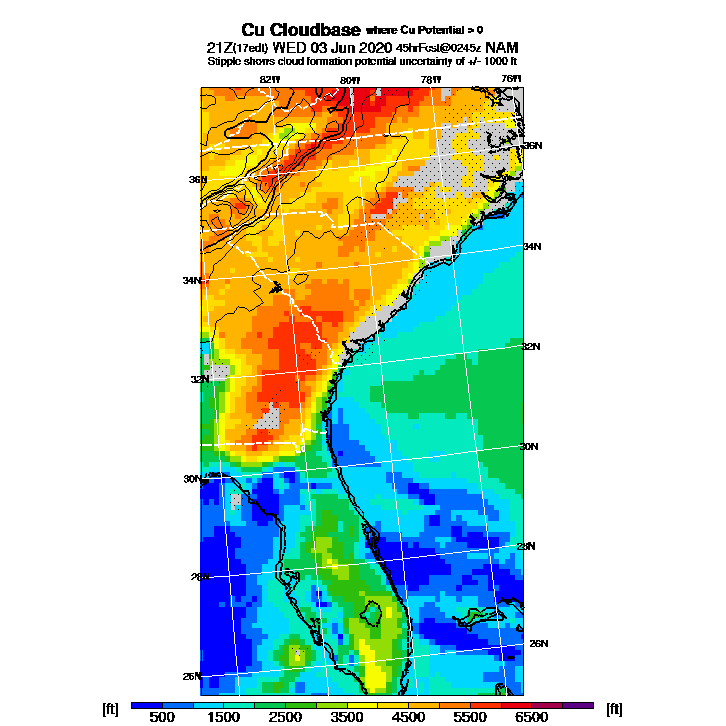 Cu Cloudbase where Cu Potential > 0
21Z(17edt) WED 03 Jun 2020 45hrFcst@0245z NAM
Stipple shows cloud formation potential uncertainty of +/- 1000 ft
82W 80W 78W 76W
36N
36N
34N
34N
32N
32N
30N
30N
28N
28N
26N
26N
[ft] 500 1500 2500 3500 4500 5500 6500 [ft]